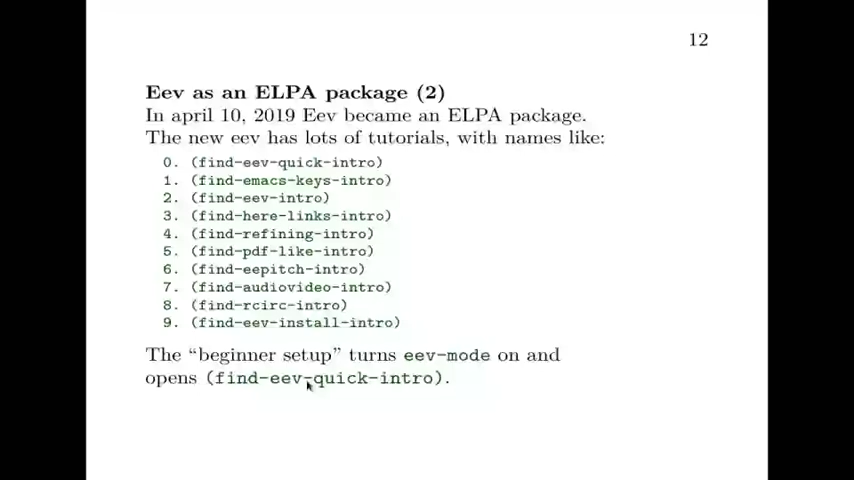 12
Eev as an ELPA package (2)
In april 10, 2019 Eev became an ELPA package.
The new eev has lots of tutorials, with names like:
0. (find-eev-quick-intro)
1. (find-emacs-keys-intro)
2. (find-eev-intro)
3. (find-here-links-intro)
4. (find-refining-intro)
5. (find-pdf-like-intro)
6. (find-eepitch-intro)
7. (find-audiovideo-intro)
8. (find-rcirc-intro)
9. (find-eev-install-intro)
The “beginner setup” turns eev-mode on and
opens (find-eev-quick-intro).